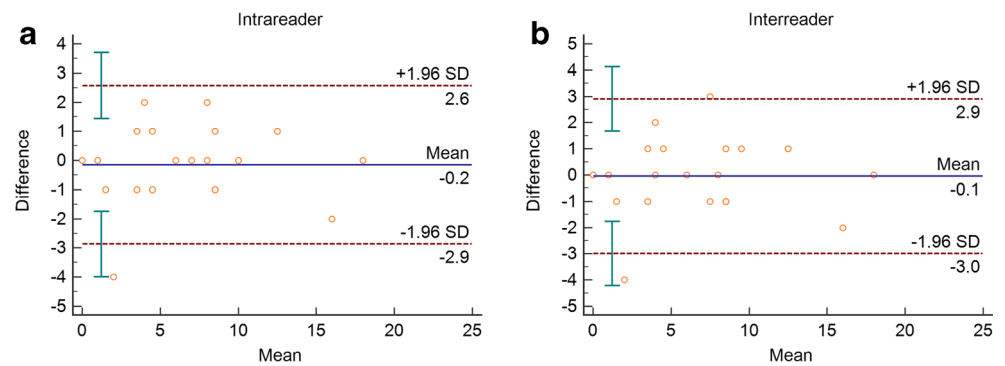 a
Intrareader
4
3
2
1
0
-1
-2
-3
-4
-5
Difference
+1.96 SD
2.6
Mean
-0.2
-1.96 SD
-2.9
0 5 10 15 20 25
Mean
b
Interreader
5
4
3
2
1
0
-1
-2
-3
-4
-5
Difference
+1.96 SD
2.9
Mean
-0.1
-1.96 SD
-3.0
0 5 10 15 20 25
Mean